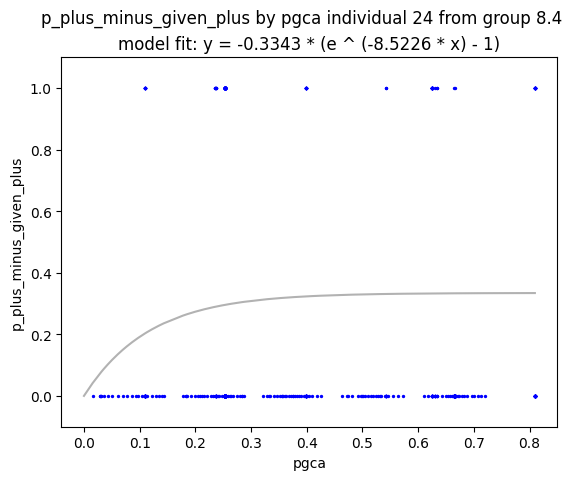 p_plus_minus_given_plus by pgca individual 24 from group 8.4
model fit: y = -0.3343 * (e ^ (-8.5226 * x) - 1)
1.0
0.8
0.6
0.4
0.2
0.0
p_plus_minus_given_plus
0.0 0.1 0.2 0.3 0.4 0.5 0.6 0.7 0.8
pgca